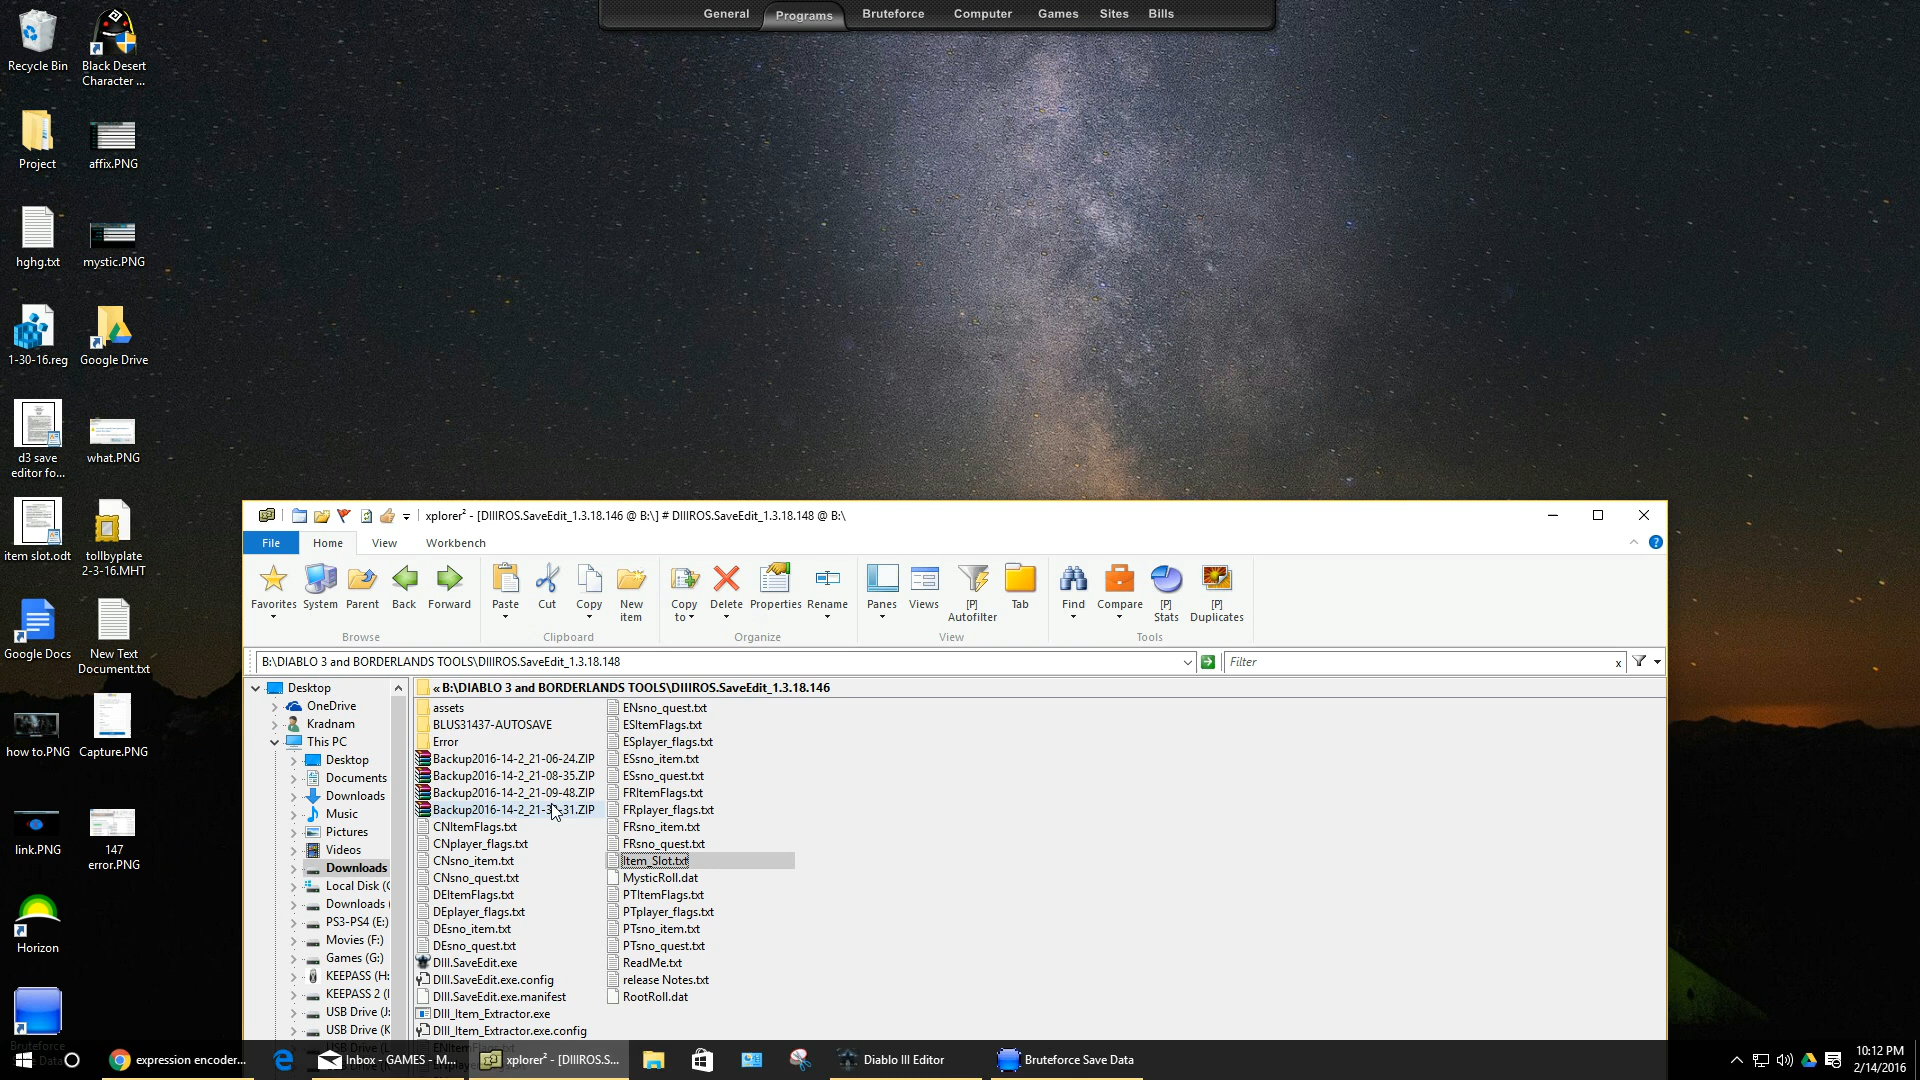 General
Programs
Bruteforce
Computer
Games
Sites
Bills
Recycle Bin
Black Desert
Character ...
Project
affix.PNG
hghg.txt
mystic.PNG
1-30-16.reg
Google Drive
d3 save
editor fo...
what.PNG
item slot.odt
tollbyplate
2-3-16.MHT
Google Docs
New Text
Document.txt
how to.PNG
Capture.PNG
link.PNG
147
error.PNG
Horizon
Bruteforce
Save Data
xplorer² - [DIIIROS.SaveEdit_1.3.18.146 @ B:\] # DIIIROS.SaveEdit_1.3.18.148 @ B:\
File
Home
View
Workbench
Favorites
System
Parent
Back
Forward
Paste
Cut
Copy
New
item
Copy
to
Delete
Properties
Rename
Panes
Views
[P]
Autofilter
Tab
Find
Compare
[P]
Stats
[P]
Duplicates
Browse
Clipboard
Organize
View
Tools
B:\DIABLO 3 and BORDERLANDS TOOLS\DIIIROS.SaveEdit_1.3.18.148
Filter
x
Desktop
OneDrive
Kradnam
This PC
Desktop
Documents
Downloads
Music
Pictures
Videos
Downloads
Local Disk (C
Downloads (
PS3-PS4 (E:)
Movies (F:)
Games (G:)
KEEPASS (H:
KEEPASS 2 (I
USB Drive (J:
USB Drive (K
« B:\DIABLO 3 and BORDERLANDS TOOLS\DIIIROS.SaveEdit_1.3.18.146
assets
BLUS31437-AUTOSAVE
Error
Backup2016-14-2_21-06-24.ZIP
Backup2016-14-2_21-08-35.ZIP
Backup2016-14-2_21-09-48.ZIP
CNItemFlags.txt
CNplayer_flags.txt
CNsno_item.txt
CNsno_quest.txt
DEItemFlags.txt
DEplayer_flags.txt
DEsno_item.txt
DEsno_quest.txt
DIII.SaveEdit.exe
DIII.SaveEdit.exe.config
DIII.SaveEdit.exe.manifest
DIII_Item_Extractor.exe
DIII_Item_Extractor.exe.config
ENsno_quest.txt
ESItemFlags.txt
ESplayer_flags.txt
ESsno_item.txt
ESsno_quest.txt
FRItemFlags.txt
FRplayer_flags.txt
FRsno_item.txt
FRsno_quest.txt
Item_Slot.txt
MysticRoll.dat
PTItemFlags.txt
PTplayer_flags.txt
PTsno_item.txt
PTsno_quest.txt
ReadMe.txt
release Notes.txt
RootRoll.dat
expression encoder...
Inbox - GAMES - M...
xplorer² - [DIIIROS.S...
Diablo III Editor
Bruteforce Save Data
10:12 PM
2/14/2016